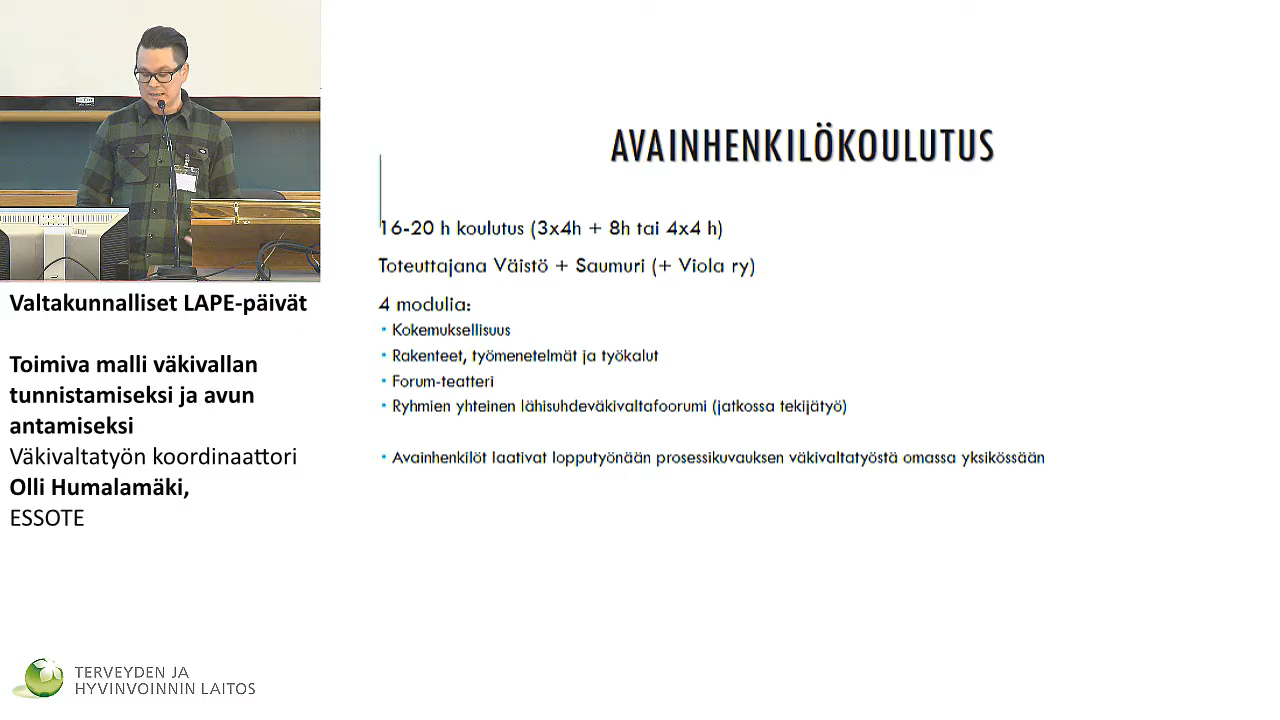 Valtakunnalliset LAPE-päivät
Toimiva malli väkivallan
tunnistamiseksi ja avun
antamiseksi
Väkivaltatyön koordinaattori
Olli Humalamäki,
ESSOTE
TERVEYDEN JA
HYVINVOINNIN LAITOS
AVAINHENKILÖKOULUTUS
16-20 h koulutus (3x4h + 8h tai 4x4 h)
Toteuttajana Väistö + Saumuri (+ Viola ry)
4 modulia:
• Kokemuksellisuus
• Rakenteet, työmenetelmät ja työkalut
• Forum-teatteri
• Ryhmien yhteinen lähisuhdeväkivaltafoorumi (jatkossa tekijätyö)
• Avainhenkilöt laativat lopputyönään prosessikuvauksen väkivaltatyöstä omassa yksikössään